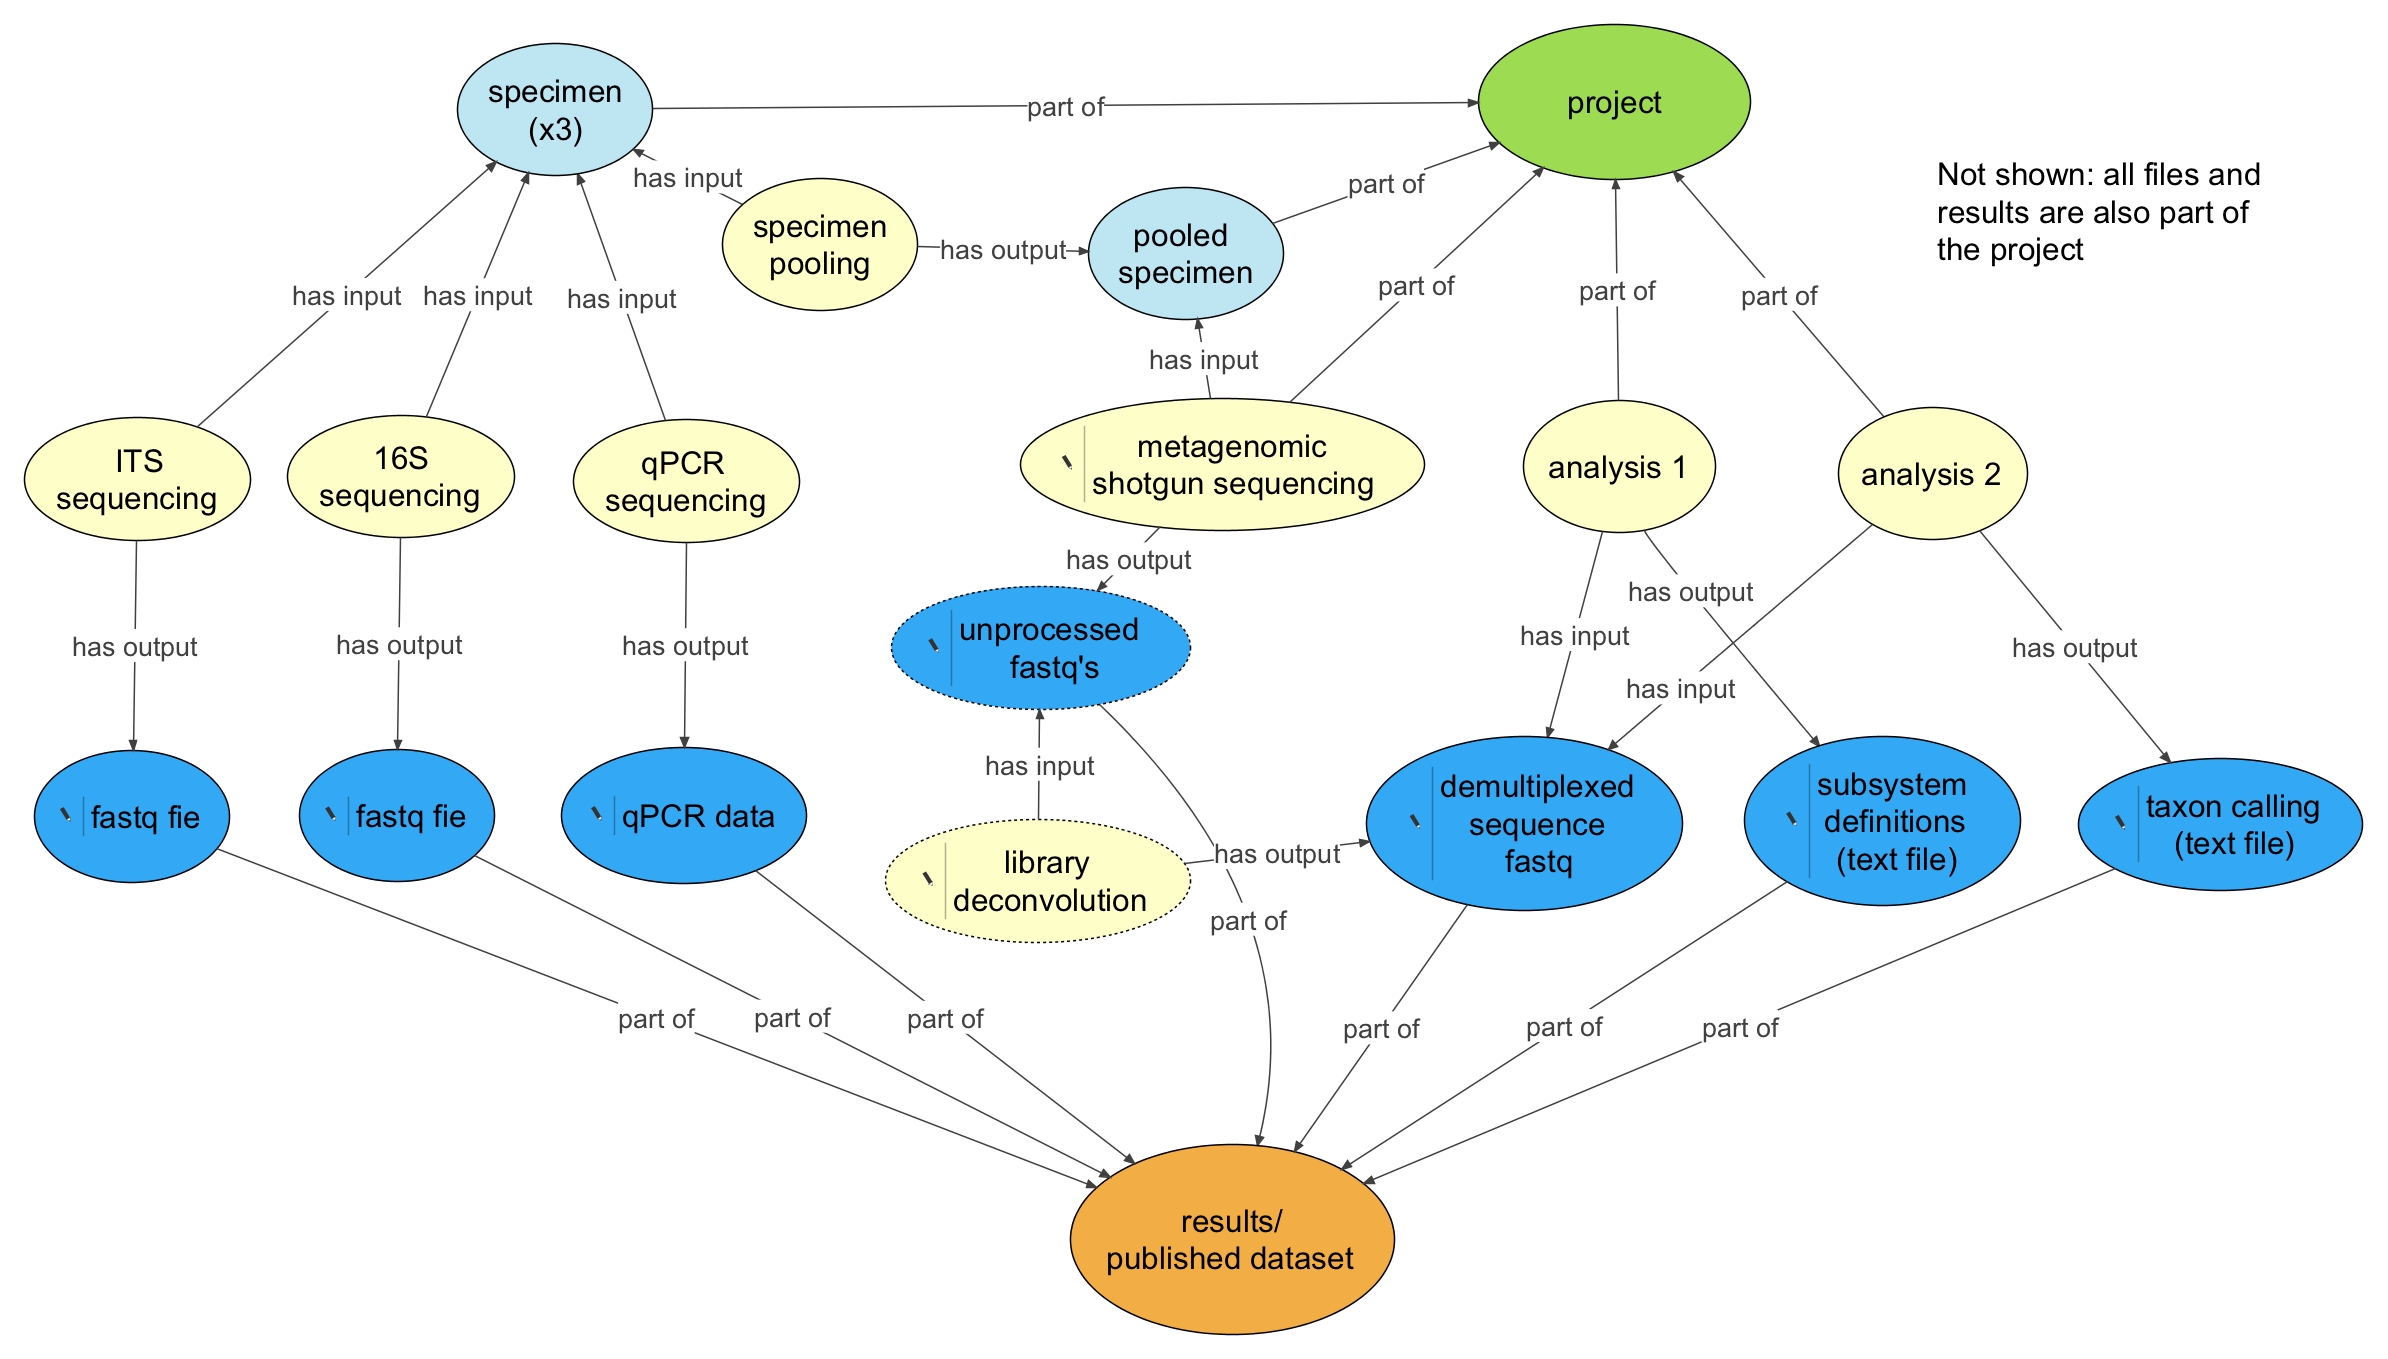 specimen
(x3)
part of
project
has input
specimen
pooling
has output
pooled
specimen
part of
Not shown: all files and
results are also part of
the project
has input
has input
has input
part of
part of
part of
has input
ITS
sequencing
16S
sequencing
qPCR
sequencing
metagenomic
shotgun sequencing
analysis 1
analysis 2
has output
has output
has output
has output
unprocessed
fastq's
has input
has output
has input
has output
has input
fastq fie
fastq fie
qPCR data
library
deconvolution
has output
demultiplexed
sequence
fastq
subsystem
definitions
(text file)
taxon calling
(text file)
part of
part of
part of
part of
part of
part of
part of
results/
published dataset